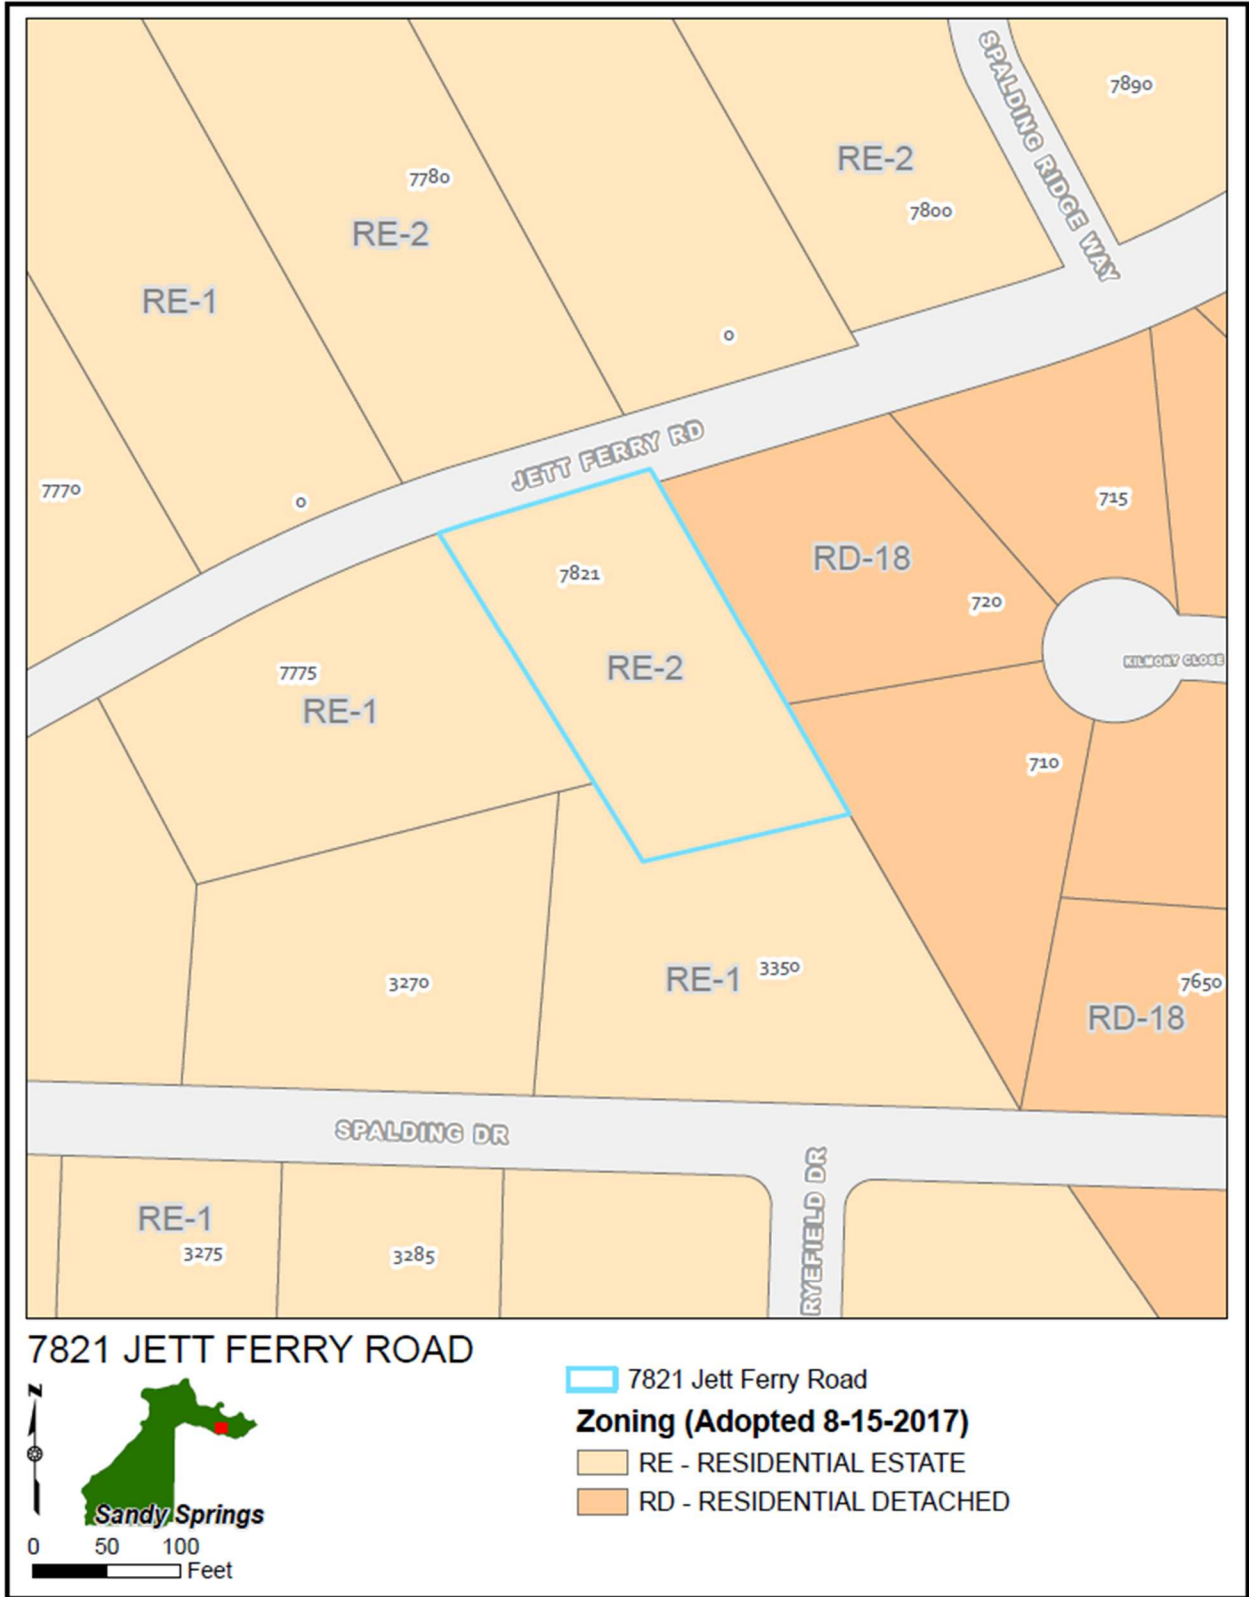 SPALDING RIDGE WAY
7890
RE-2
7800
7780
RE-2
RE-1
0
7770
0
JETT FERRY RD
715
RD-18
7821
720
RE-2
KILMORY CLOSE
7775
RE-1
710
3350
RE-1
3270
7650
RD-18
SPALDING DR
RYEFIELD DR
RE-1
3275
3285
7821 JETT FERRY ROAD
N
Sandy Springs
0 50 100
Feet
7821 Jett Ferry Road
Zoning (Adopted 8-15-2017)
RE - RESIDENTIAL ESTATE
RD - RESIDENTIAL DETACHED